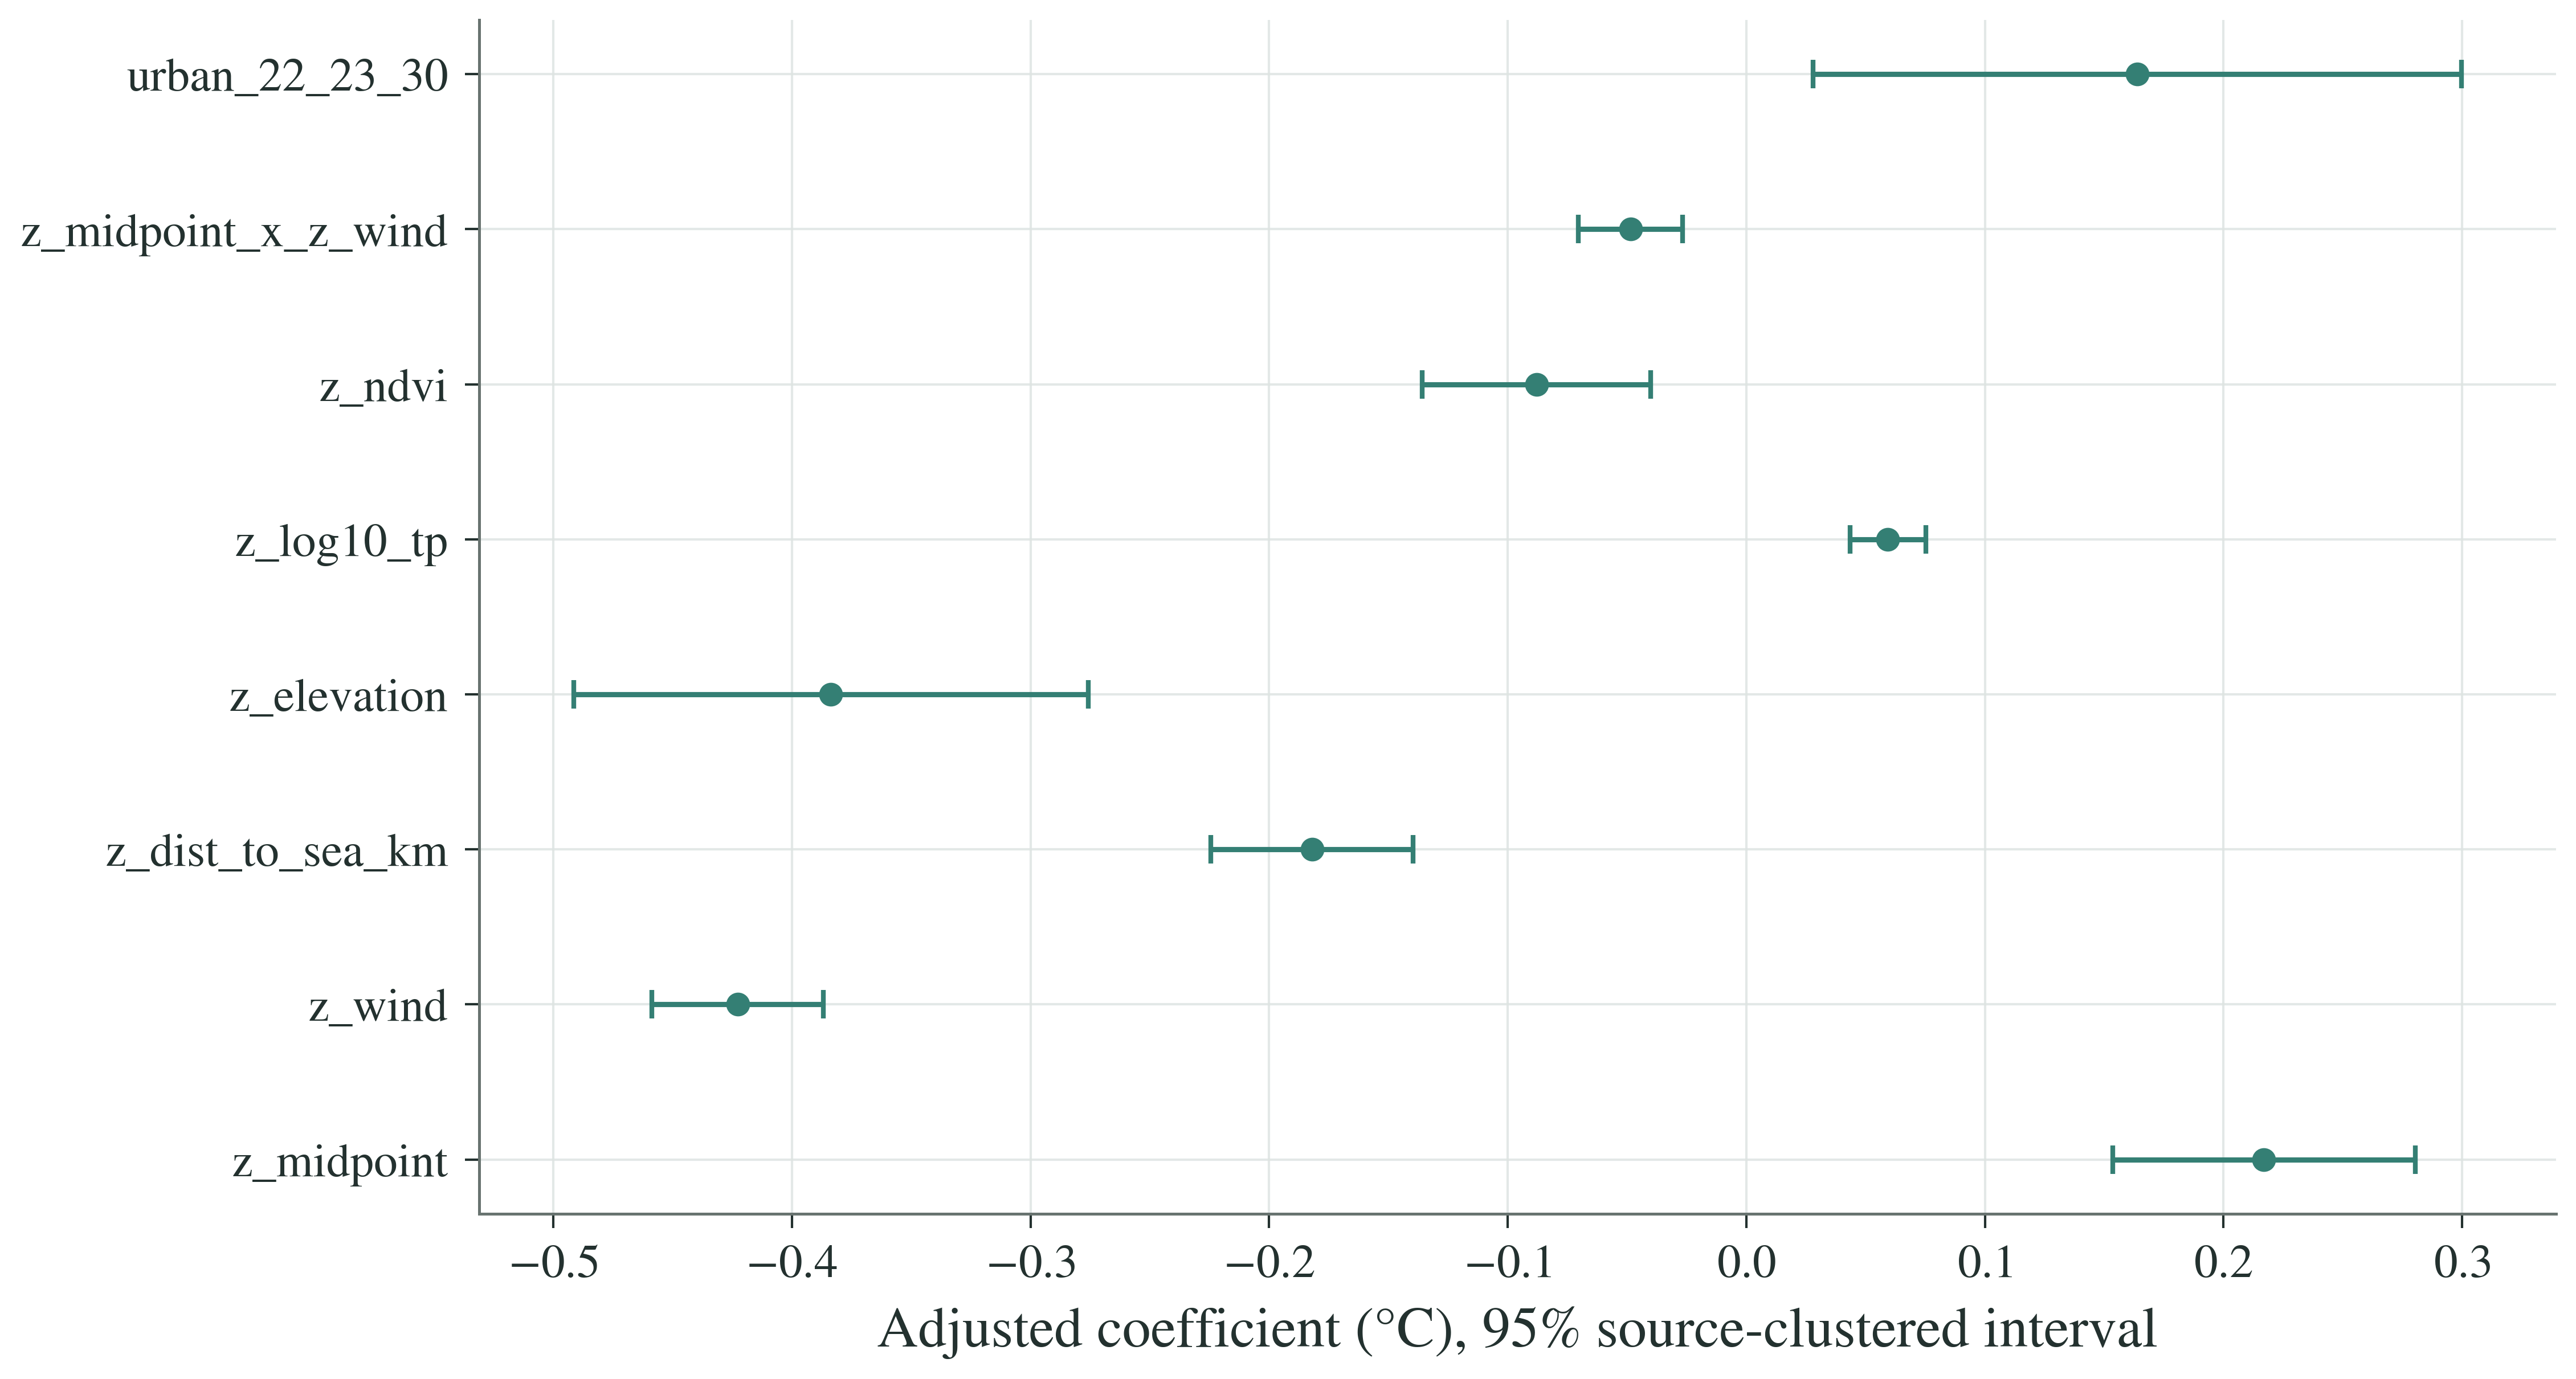 urban_22_23_30
z_midpoint_x_z_wind
z_ndvi
z_log10_tp
z_elevation
z_dist_to_sea_km
z_wind
z_midpoint
−0.5 −0.4 −0.3 −0.2 −0.1 0.0 0.1 0.2 0.3
Adjusted coefficient (°C), 95% source-clustered interval